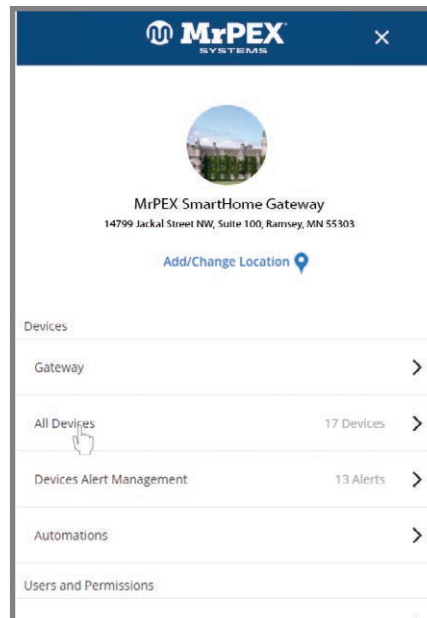 MrPEX
SYSTEMS
MrPEX SmartHome Gateway
14799 Jackal Street NW, Suite 100, Ramsey, MN 55303
Add/Change Location
Devices
Gateway
All Devices 17 Devices
Devices Alert Management 13 Alerts
Automations
Users and Permissions